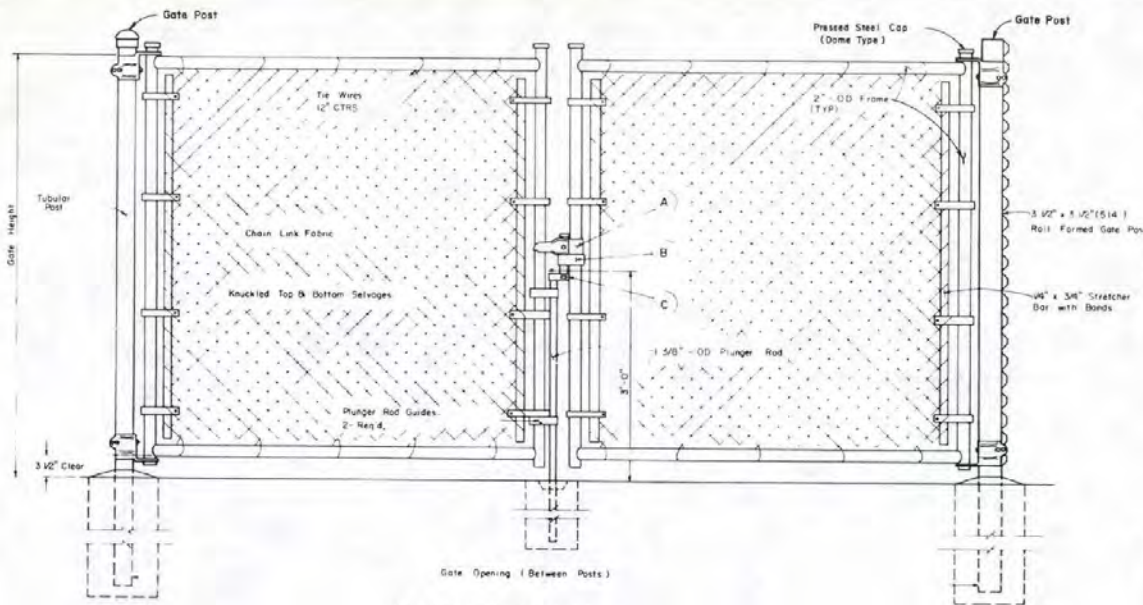 Gate Post
Pressed Steel Cap
(Dome Type)
Gate Post
Tie Wires
12" CTRS
2" - OD Frame
(TYP)
Gate Height
Tubular
Post
Chain Link Fabric
A
B
C
3 1/2" x 3 1/2" (514)
Roll Formed Gate Pos
Knuckled Top & Bottom Selvages
1/4" x 3/4" Stretcher
Bar with Bands
1 5/8" - OD Plunger Rod
3'-0"
Plunger Rod Guides
2- Req'd.
3 1/2" Clear
Gate Opening (Between Posts)